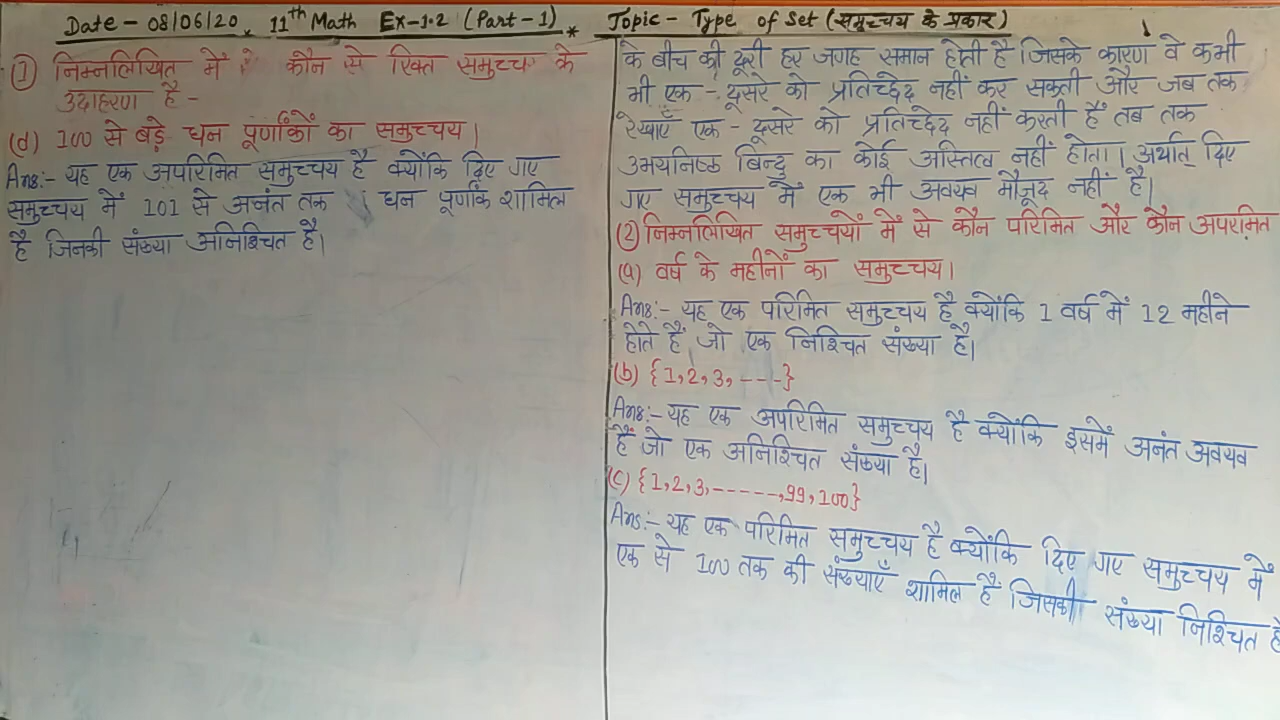 Date - 08/06/20 * 11th Math Ex-1.2 (Part-1) * Topic - Type of Set (समुच्चय के प्रकार)
① निम्नलिखित में कौन से रिक्त समुच्च के
उदाहरण है -
(d) 100 से बड़े धन पूर्णांकों का समुच्चय।
Ans:- यह एक अपरिमित समुच्चय है क्योंकि दिए गए
समुच्चय में 101 से अनंत तक धन पूर्णांक शामिल
है जिनकी संख्या अनिश्चित है।
के बीच की दूरी हर जगह समान होती है जिसके कारण वे कभी
भी एक - दूसरे को प्रतिच्छेद नहीं कर सकती और जब तक
रेखाएँ एक - दूसरे को प्रतिच्छेद नहीं करती हैं तब तक
उभयनिष्ठ बिन्दु का कोई अस्तित्व नहीं होता। अर्थात् दिए
गए समुच्चय में एक भी अवयव मौजूद नहीं है।
(2) निम्नलिखित समुच्चयों में से कौन परिमित और कौन अपरमित
(a) वर्ष के महीनों का समुच्चय।
Ans:- यह एक परिमित समुच्चय है क्योंकि 1 वर्ष में 12 महीने
होते हैं जो एक निश्चित संख्या है।
(b) {1,2,3,----}
Ans:- यह एक अपरिमित समुच्चय है क्योंकि इसमें अनंत अवयव
हैं जो एक अनिश्चित संख्या है।
(c) {1,2,3,-----,99,100}
Ans:- यह एक परिमित समुच्चय है क्योंकि दिए गए समुच्चय में
एक से 100 तक की संख्याएँ शामिल हैं जिसकी संख्या निश्चित है